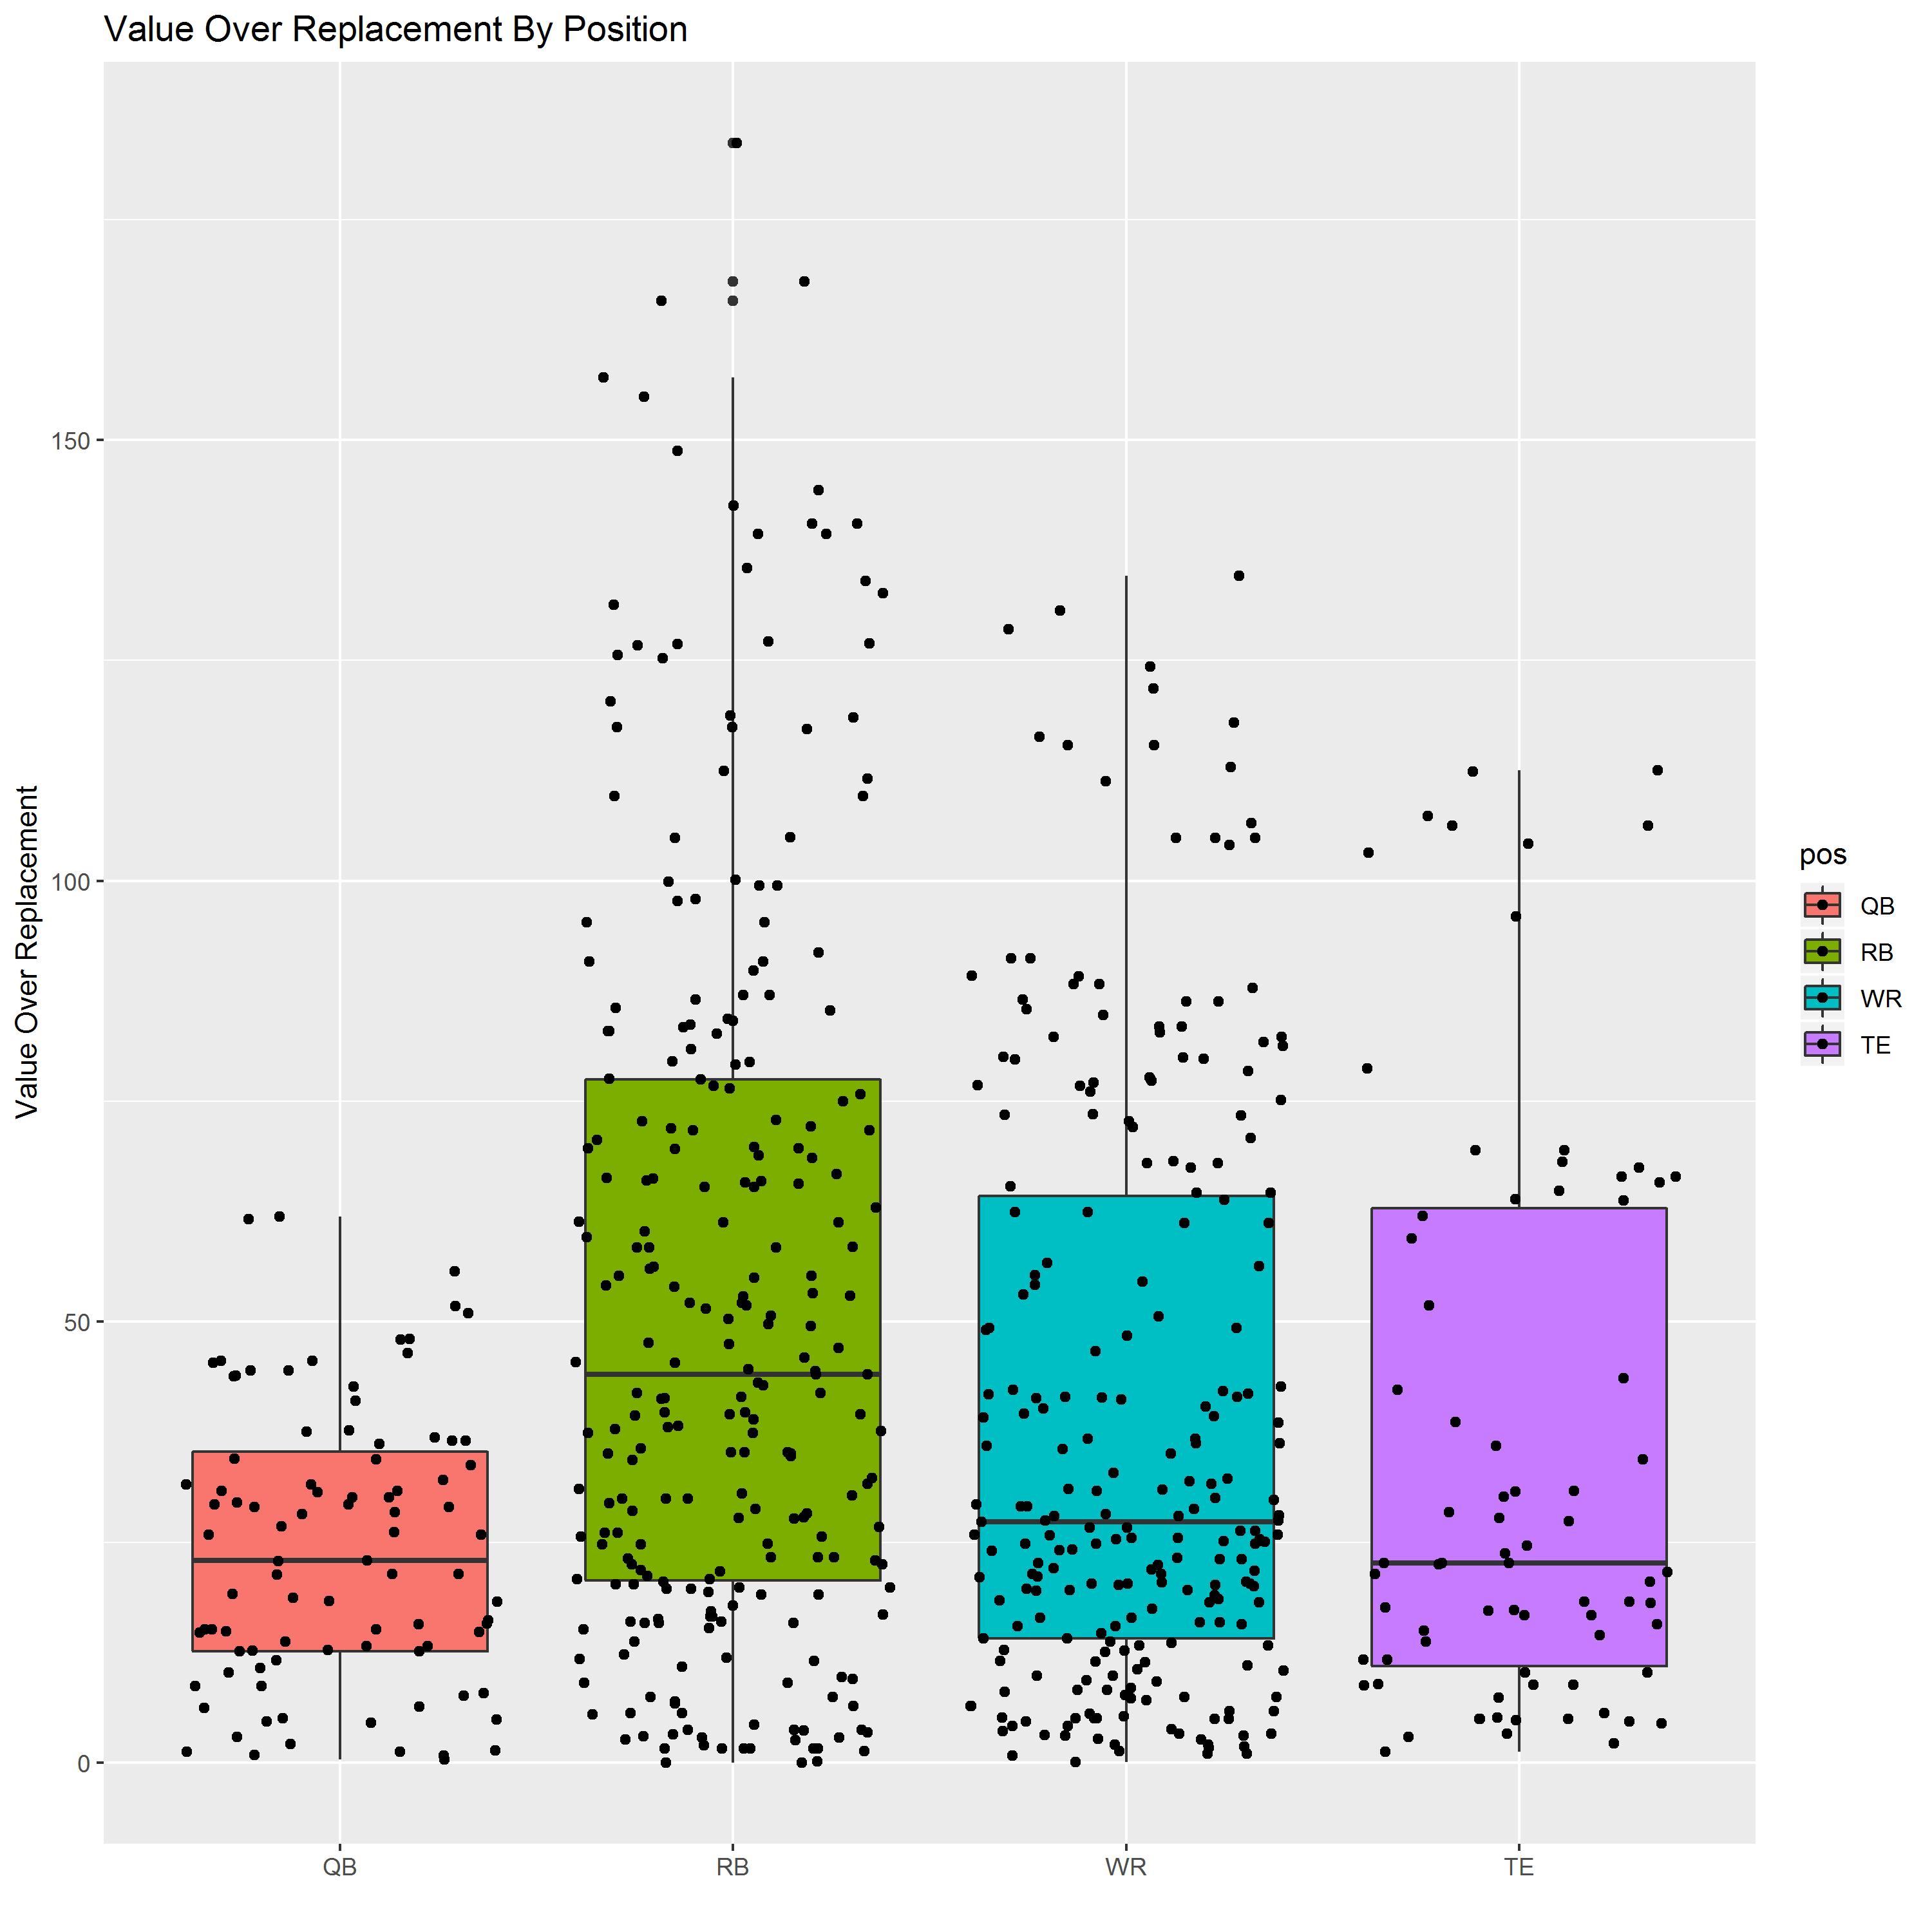 Value Over Replacement By Position
Value Over Replacement
150
100
50
0
QB
RB
WR
TE
pos
QB
RB
WR
TE